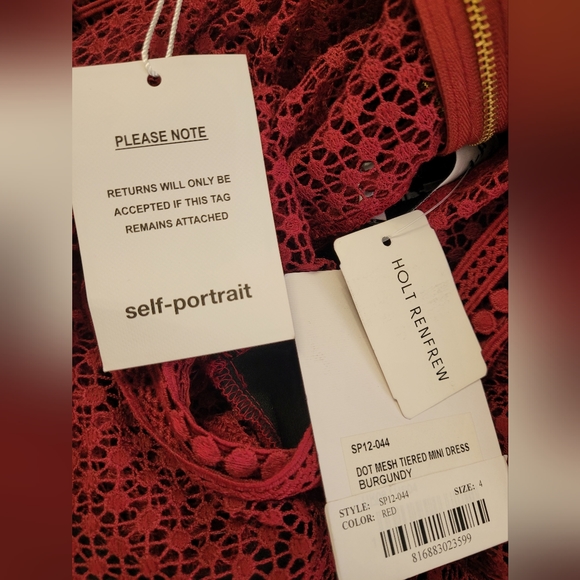 PLEASE NOTE
RETURNS WILL ONLY BE
ACCEPTED IF THIS TAG
REMAINS ATTACHED
self-portrait
HOLT RENFREW
SP12-044
DOT MESH TIERED MINI DRESS
BURGUNDY
STYLE: SP12-044 SIZE: 4
COLOR: RED
816883023599